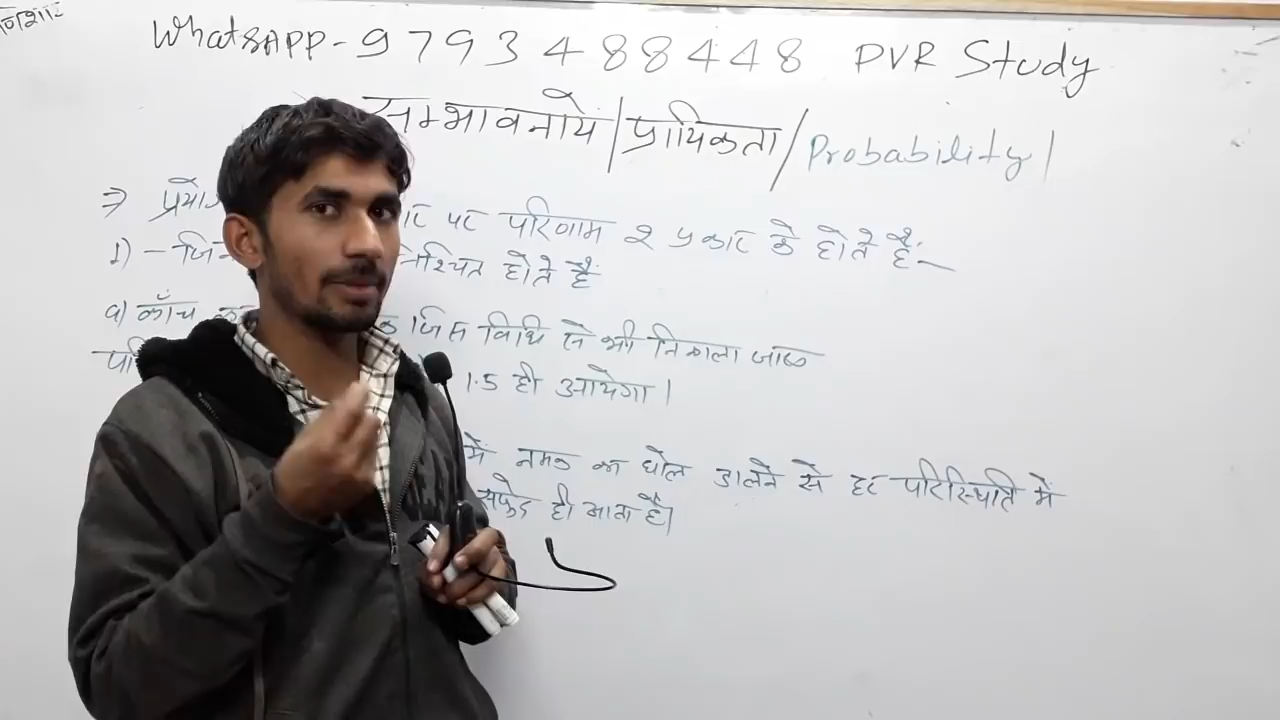 WhatsAPP - 9793488448 PVR Study
सम्भावनायें / प्रायिकता / Probability /
⇒ पर परिणाम 2 प्रकार के होते हैं—
1) - निश्चित होते हैं
a) काँच जिस विधि से भी निकाला जाए
1.5 ही आयेगा।
में नमक का घोल डालने से हर परिस्थिति में
सफेद ही आता है।